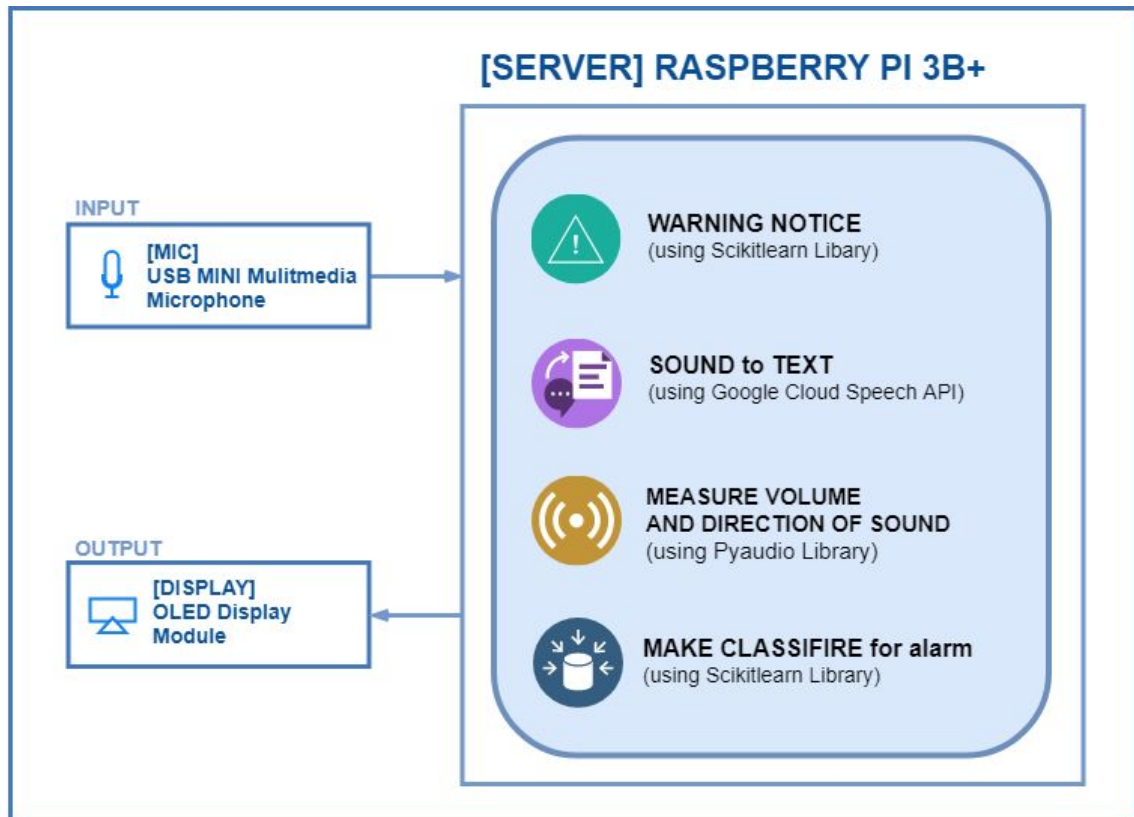 [SERVER] RASPBERRY PI 3B+
INPUT
[MIC]
USB MINI Mulitmedia
Microphone
OUTPUT
[DISPLAY]
OLED Display
Module
WARNING NOTICE
(using Scikitlearn Libary)
SOUND to TEXT
(using Google Cloud Speech API)
MEASURE VOLUME
AND DIRECTION OF SOUND
(using Pyaudio Library)
MAKE CLASSIFIRE for alarm
(using Scikitlearn Library)